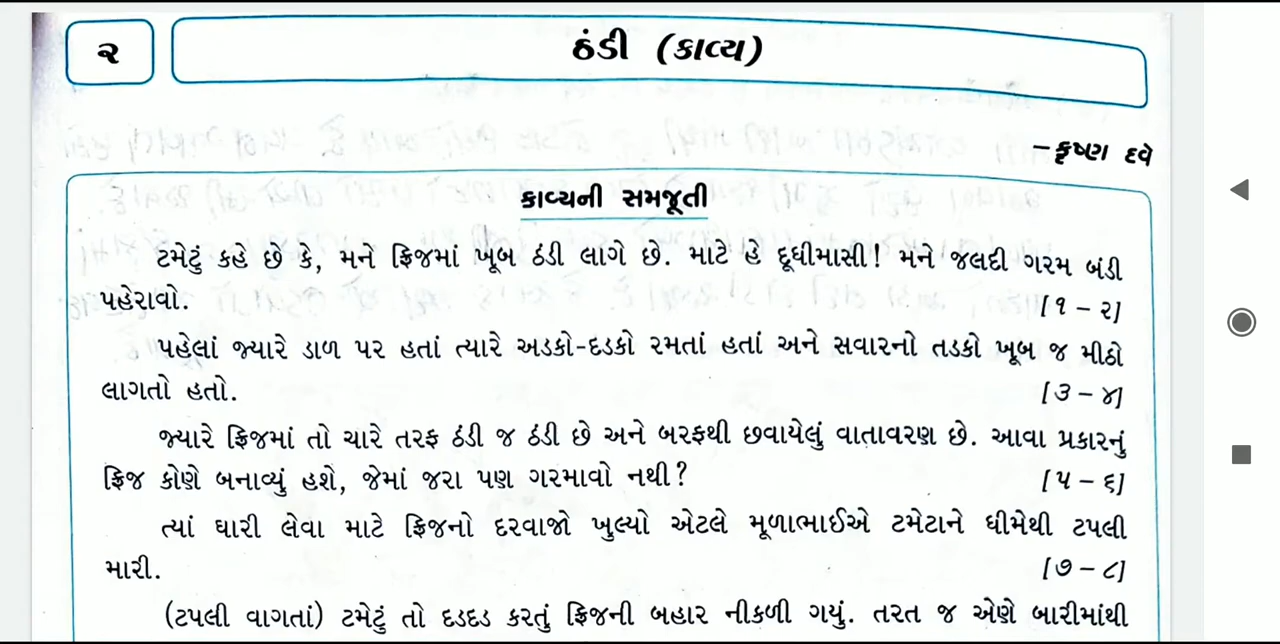 ૨
ઠંડી (કાવ્ય)
–કૃષ્ણ દવે
કાવ્યની સમજૂતી
ટમેટું કહે છે કે, મને ફ્રિજમાં ખૂબ ઠંડી લાગે છે. માટે હે દૂધીમાસી! મને જલદી ગરમ બંડી
પહેરાવો. [૧ – ૨]
પહેલાં જ્યારે ડાળ પર હતાં ત્યારે અડકો-દડકો રમતા હતાં અને સવારનો તડકો ખૂબ જ મીઠો
લાગતો હતો. [૩ – ૪]
જ્યારે ફ્રિજમાં તો ચારે તરફ ઠંડી જ ઠંડી છે અને બરફથી છવાયેલું વાતાવરણ છે. આવા પ્રકારનું
ફ્રિજ કોણે બનાવ્યું હશે, જેમાં જરા પણ ગરમાવો નથી? [૫ – ૬]
ત્યાં ઘારી લેવા માટે ફ્રિજનો દરવાજો ખુલ્યો એટલે મૂળાભાઈએ ટમેટાને ધીમેથી ટપલી
મારી. [૭ – ૮]
(ટપલી વાગતાં) ટમેટું તો દડદડ કરતું ફ્રિજની બહાર નીકળી ગયું. તરત જ એણે બારીમાંથી